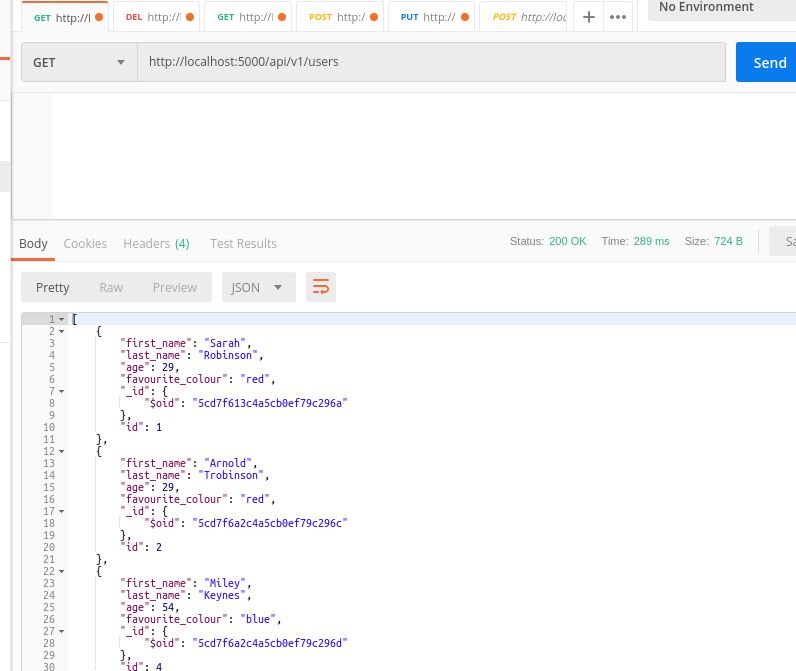 GET http://l DEL http:// GET http://l POST http:/ PUT http:// POST http://loc + ••• No Environment
GET http://localhost:5000/api/v1/users Send
Body Cookies Headers (4) Test Results Status: 200 OK Time: 289 ms Size: 724 B Sa
Pretty Raw Preview JSON
1 [
2 {
3 "first_name": "Sarah",
4 "last_name": "Robinson",
5 "age": 29,
6 "favourite_colour": "red",
7 "_id": {
8 "$oid": "5cd7f613c4a5cb0ef79c296a"
9 },
10 "id": 1
11 },
12 {
13 "first_name": "Arnold",
14 "last_name": "Trobinson",
15 "age": 29,
16 "favourite_colour": "red",
17 "_id": {
18 "$oid": "5cd7f6a2c4a5cb0ef79c296c"
19 },
20 "id": 2
21 },
22 {
23 "first_name": "Miley",
24 "last_name": "Keynes",
25 "age": 54,
26 "favourite_colour": "blue",
27 "_id": {
28 "$oid": "5cd7f6a2c4a5cb0ef79c296d"
29 },
30 "id": 4